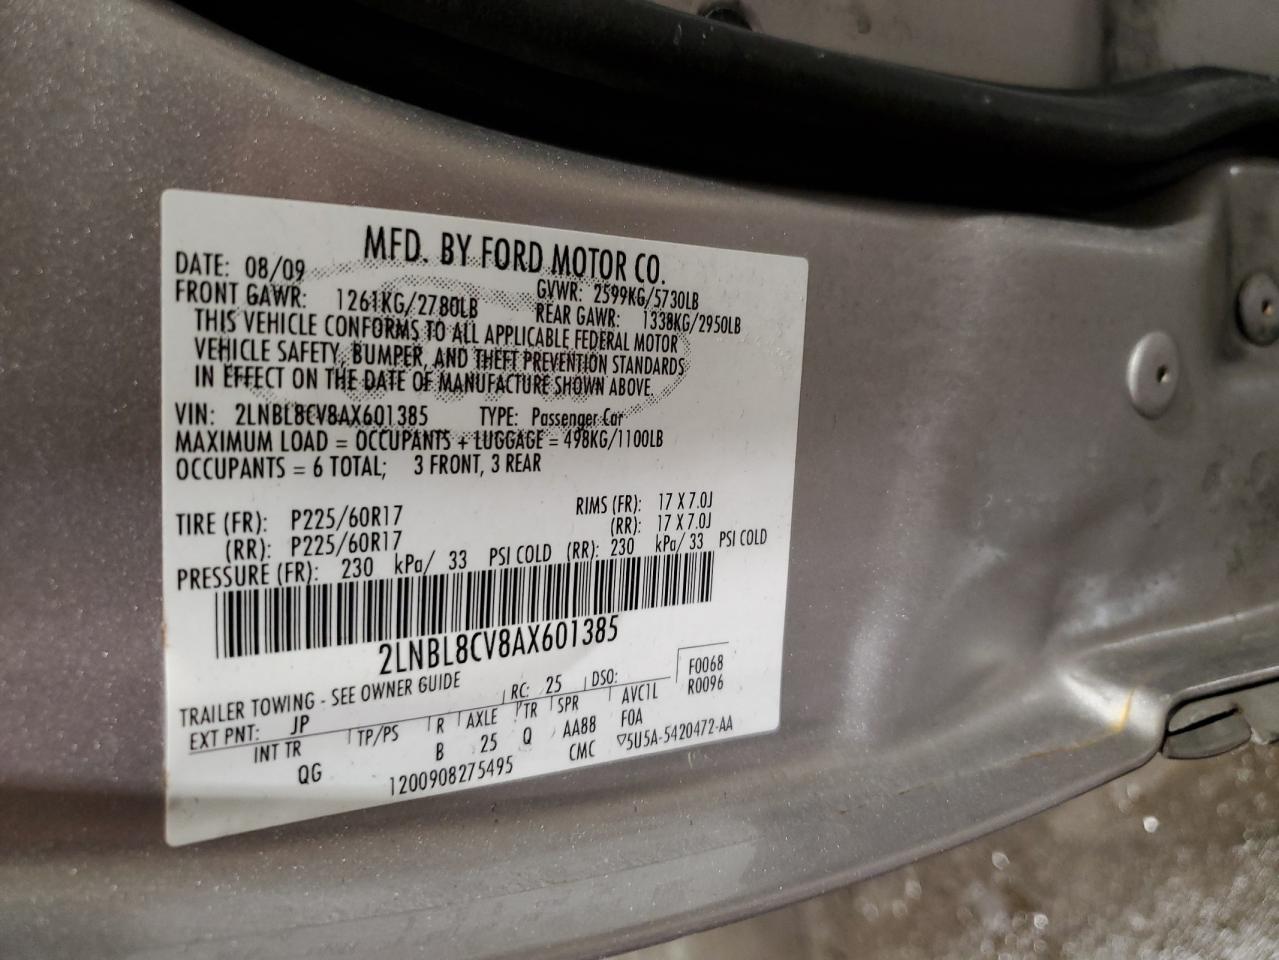 MFD. BY FORD MOTOR CO.
DATE: 08/09
GVWR: 2599KG/5730LB
FRONT GAWR: 1261KG/2780LB
REAR GAWR: 1338KG/2950LB
THIS VEHICLE CONFORMS TO ALL APPLICABLE FEDERAL MOTOR
VEHICLE SAFETY, BUMPER, AND THEFT PREVENTION STANDARDS
IN EFFECT ON THE DATE OF MANUFACTURE SHOWN ABOVE.
VIN: 2LNBL8CV8AX601385 TYPE: Passenger Car
MAXIMUM LOAD = OCCUPANTS + LUGGAGE = 498KG/1100LB
OCCUPANTS = 6 TOTAL; 3 FRONT, 3 REAR
TIRE (FR): P225/60R17 RIMS (FR): 17 X 7.0J
(RR): P225/60R17 (RR): 17 X 7.0J
PRESSURE (FR): 230 kPa/ 33 PSI COLD (RR): 230 kPa/ 33 PSI COLD
2LNBL8CV8AX601385
TRAILER TOWING - SEE OWNER GUIDE
EXT PNT: JP RC: 25 DSO: F0068
R0096
INT TR TP/PS R AXLE TR SPR AVC1L
QG B 25 Q AA88 FOA
1200908275495 CMC ▽5U5A-5420472-AA